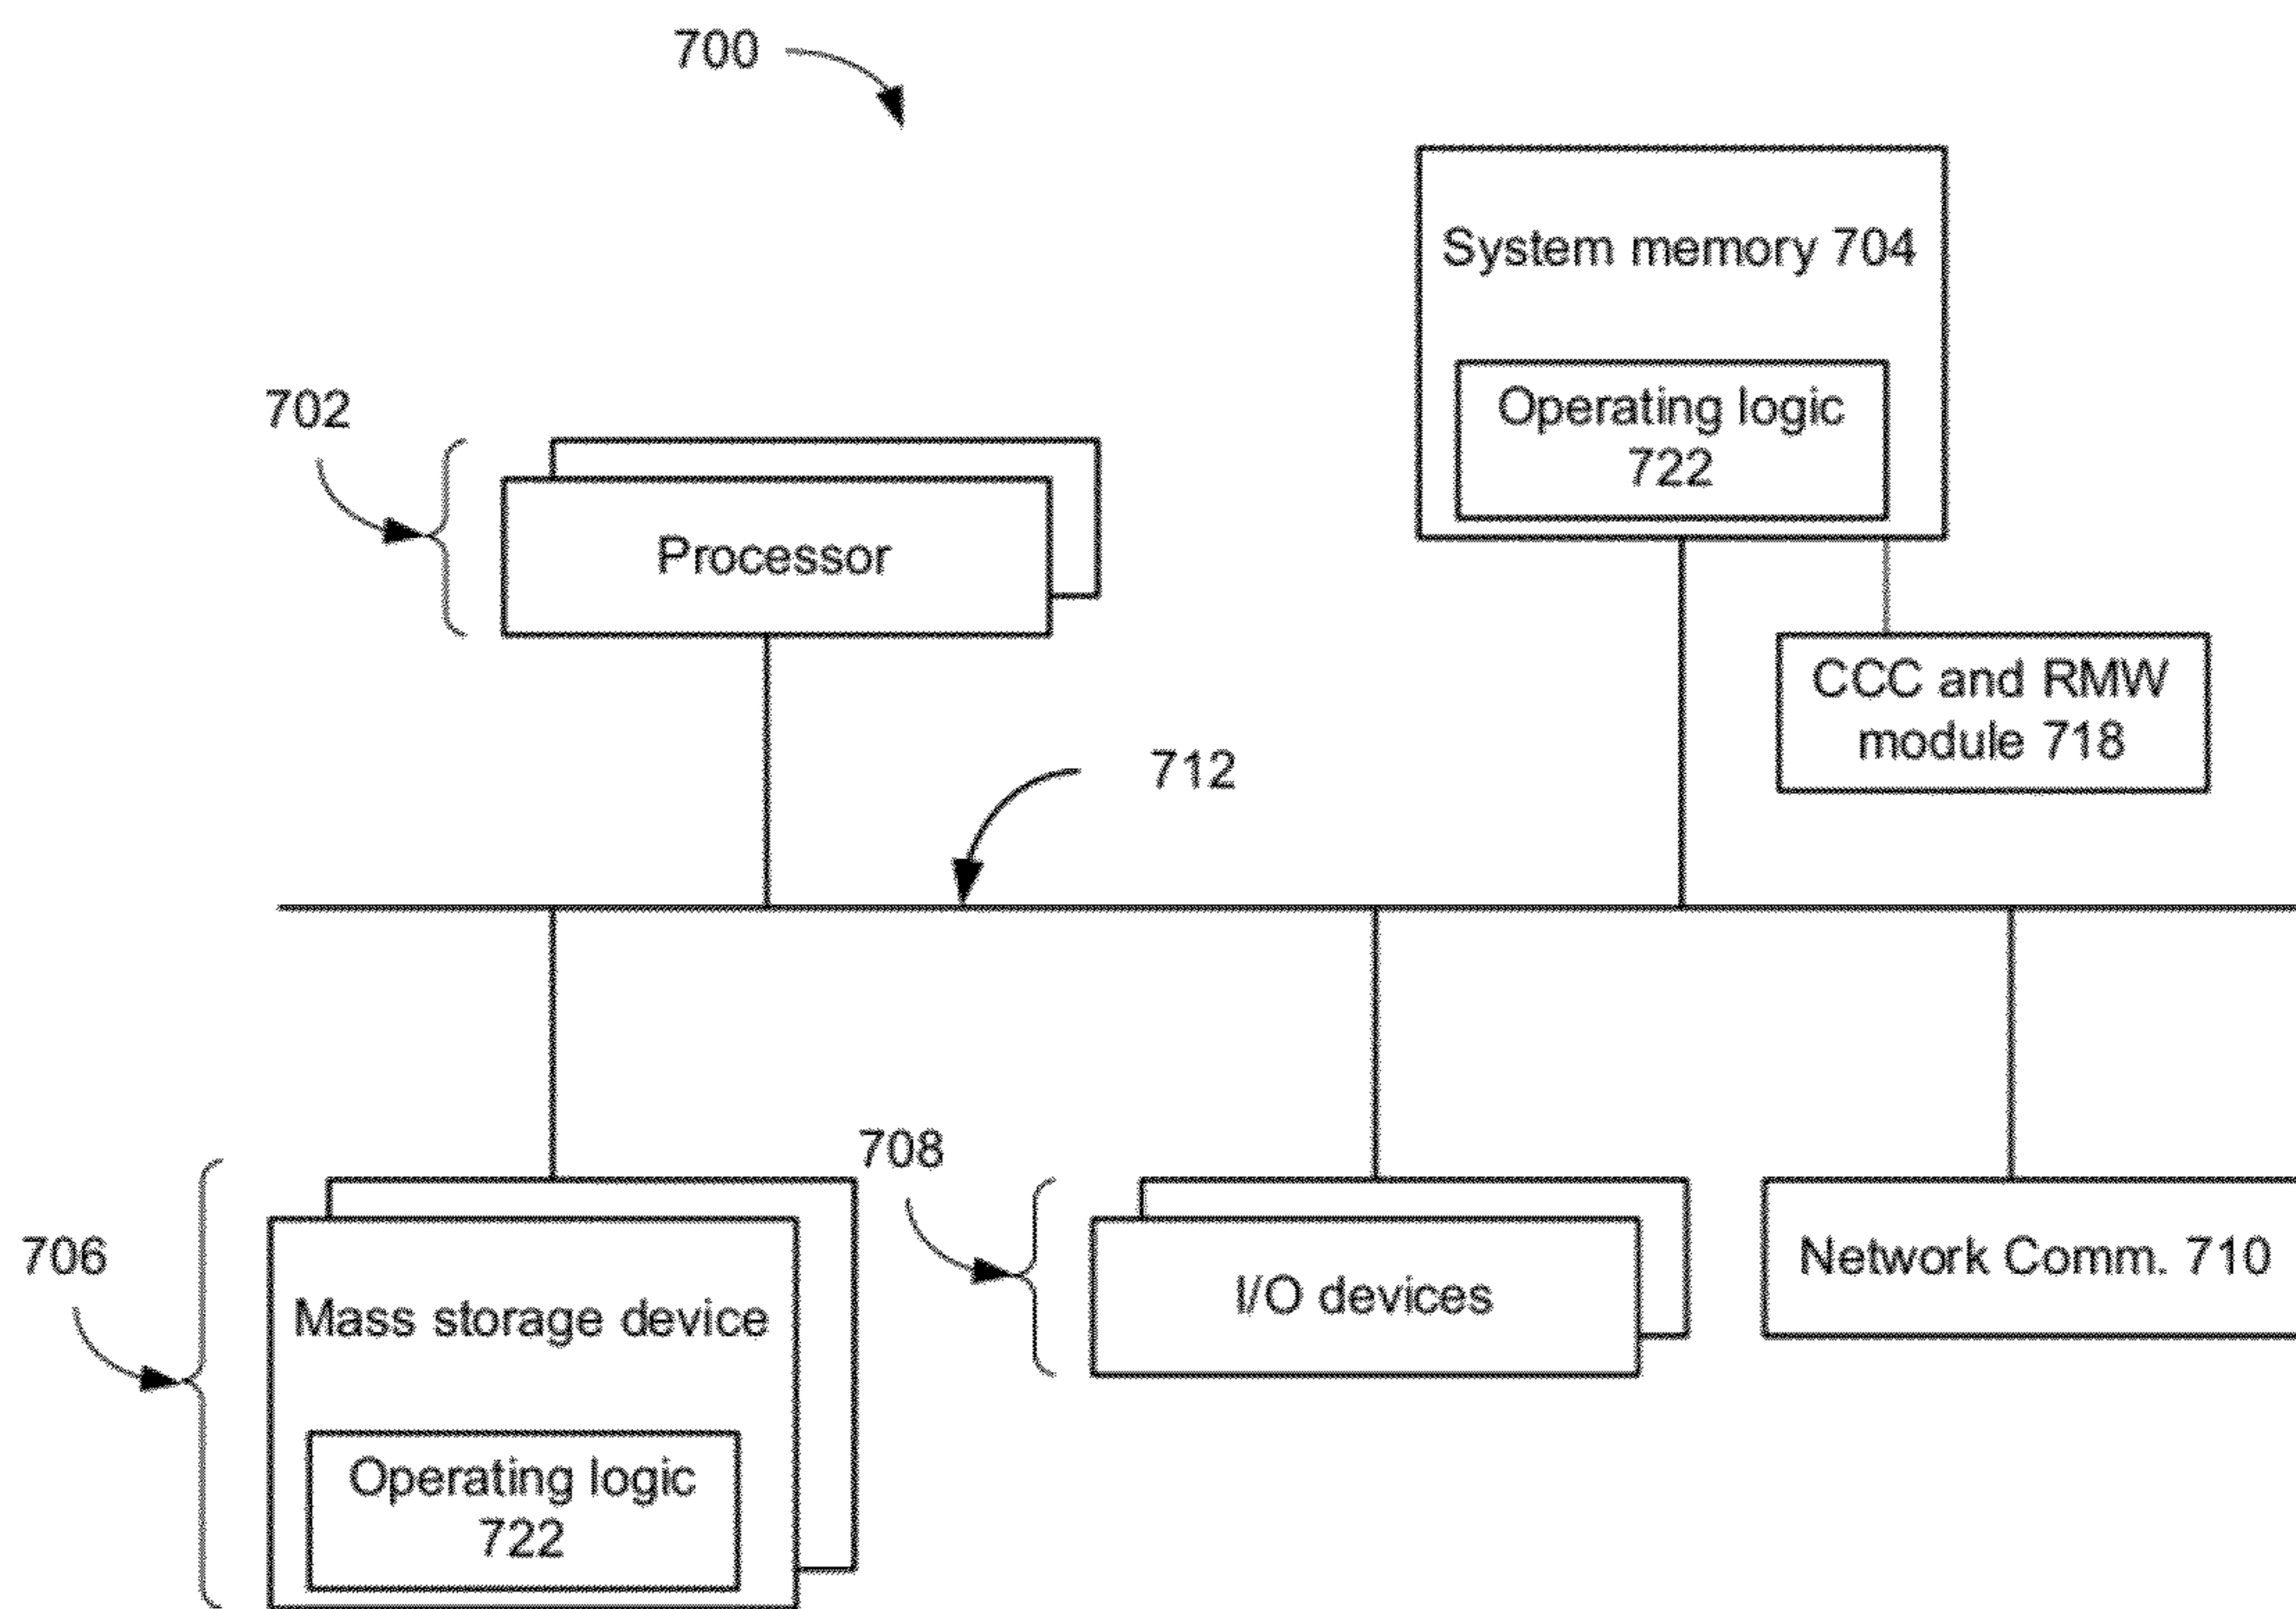 700
System memory 704
Operating logic
722
702
Processor
CCC and RMW
module 718
712
708
706
Mass storage device
I/O devices
Network Comm. 710
Operating logic
722